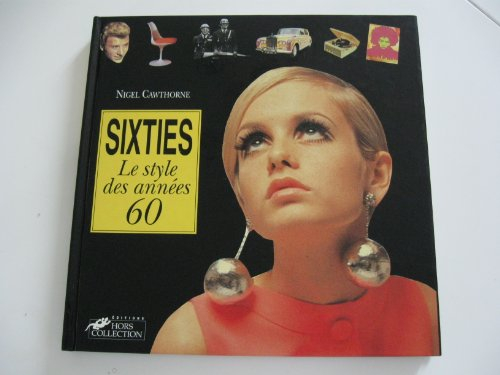 NIGEL CAWTHORNE
SIXTIES
Le style
des années
60
ÉDITIONS
HORS
COLLECTION